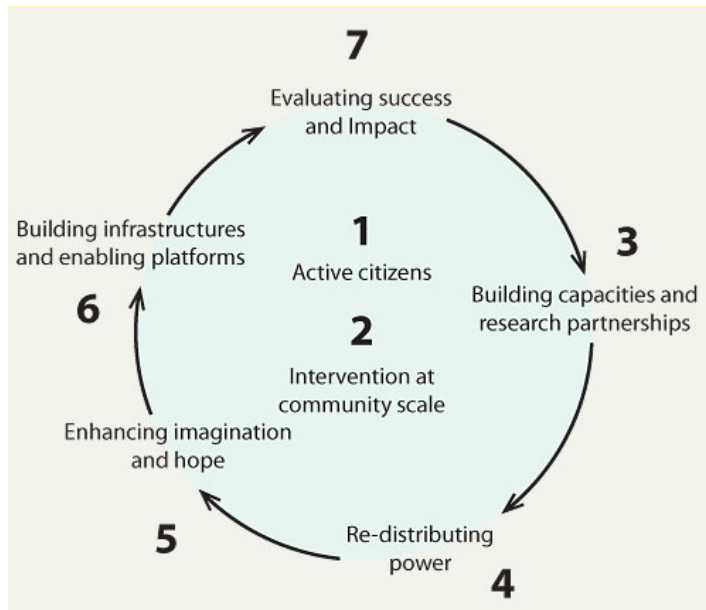 7
Evaluating success
and Impact
1
Active citizens
2
Intervention at
community scale
3
Building capacities and
research partnerships
4
Re-distributing
power
5
Enhancing imagination
and hope
6
Building infrastructures
and enabling platforms